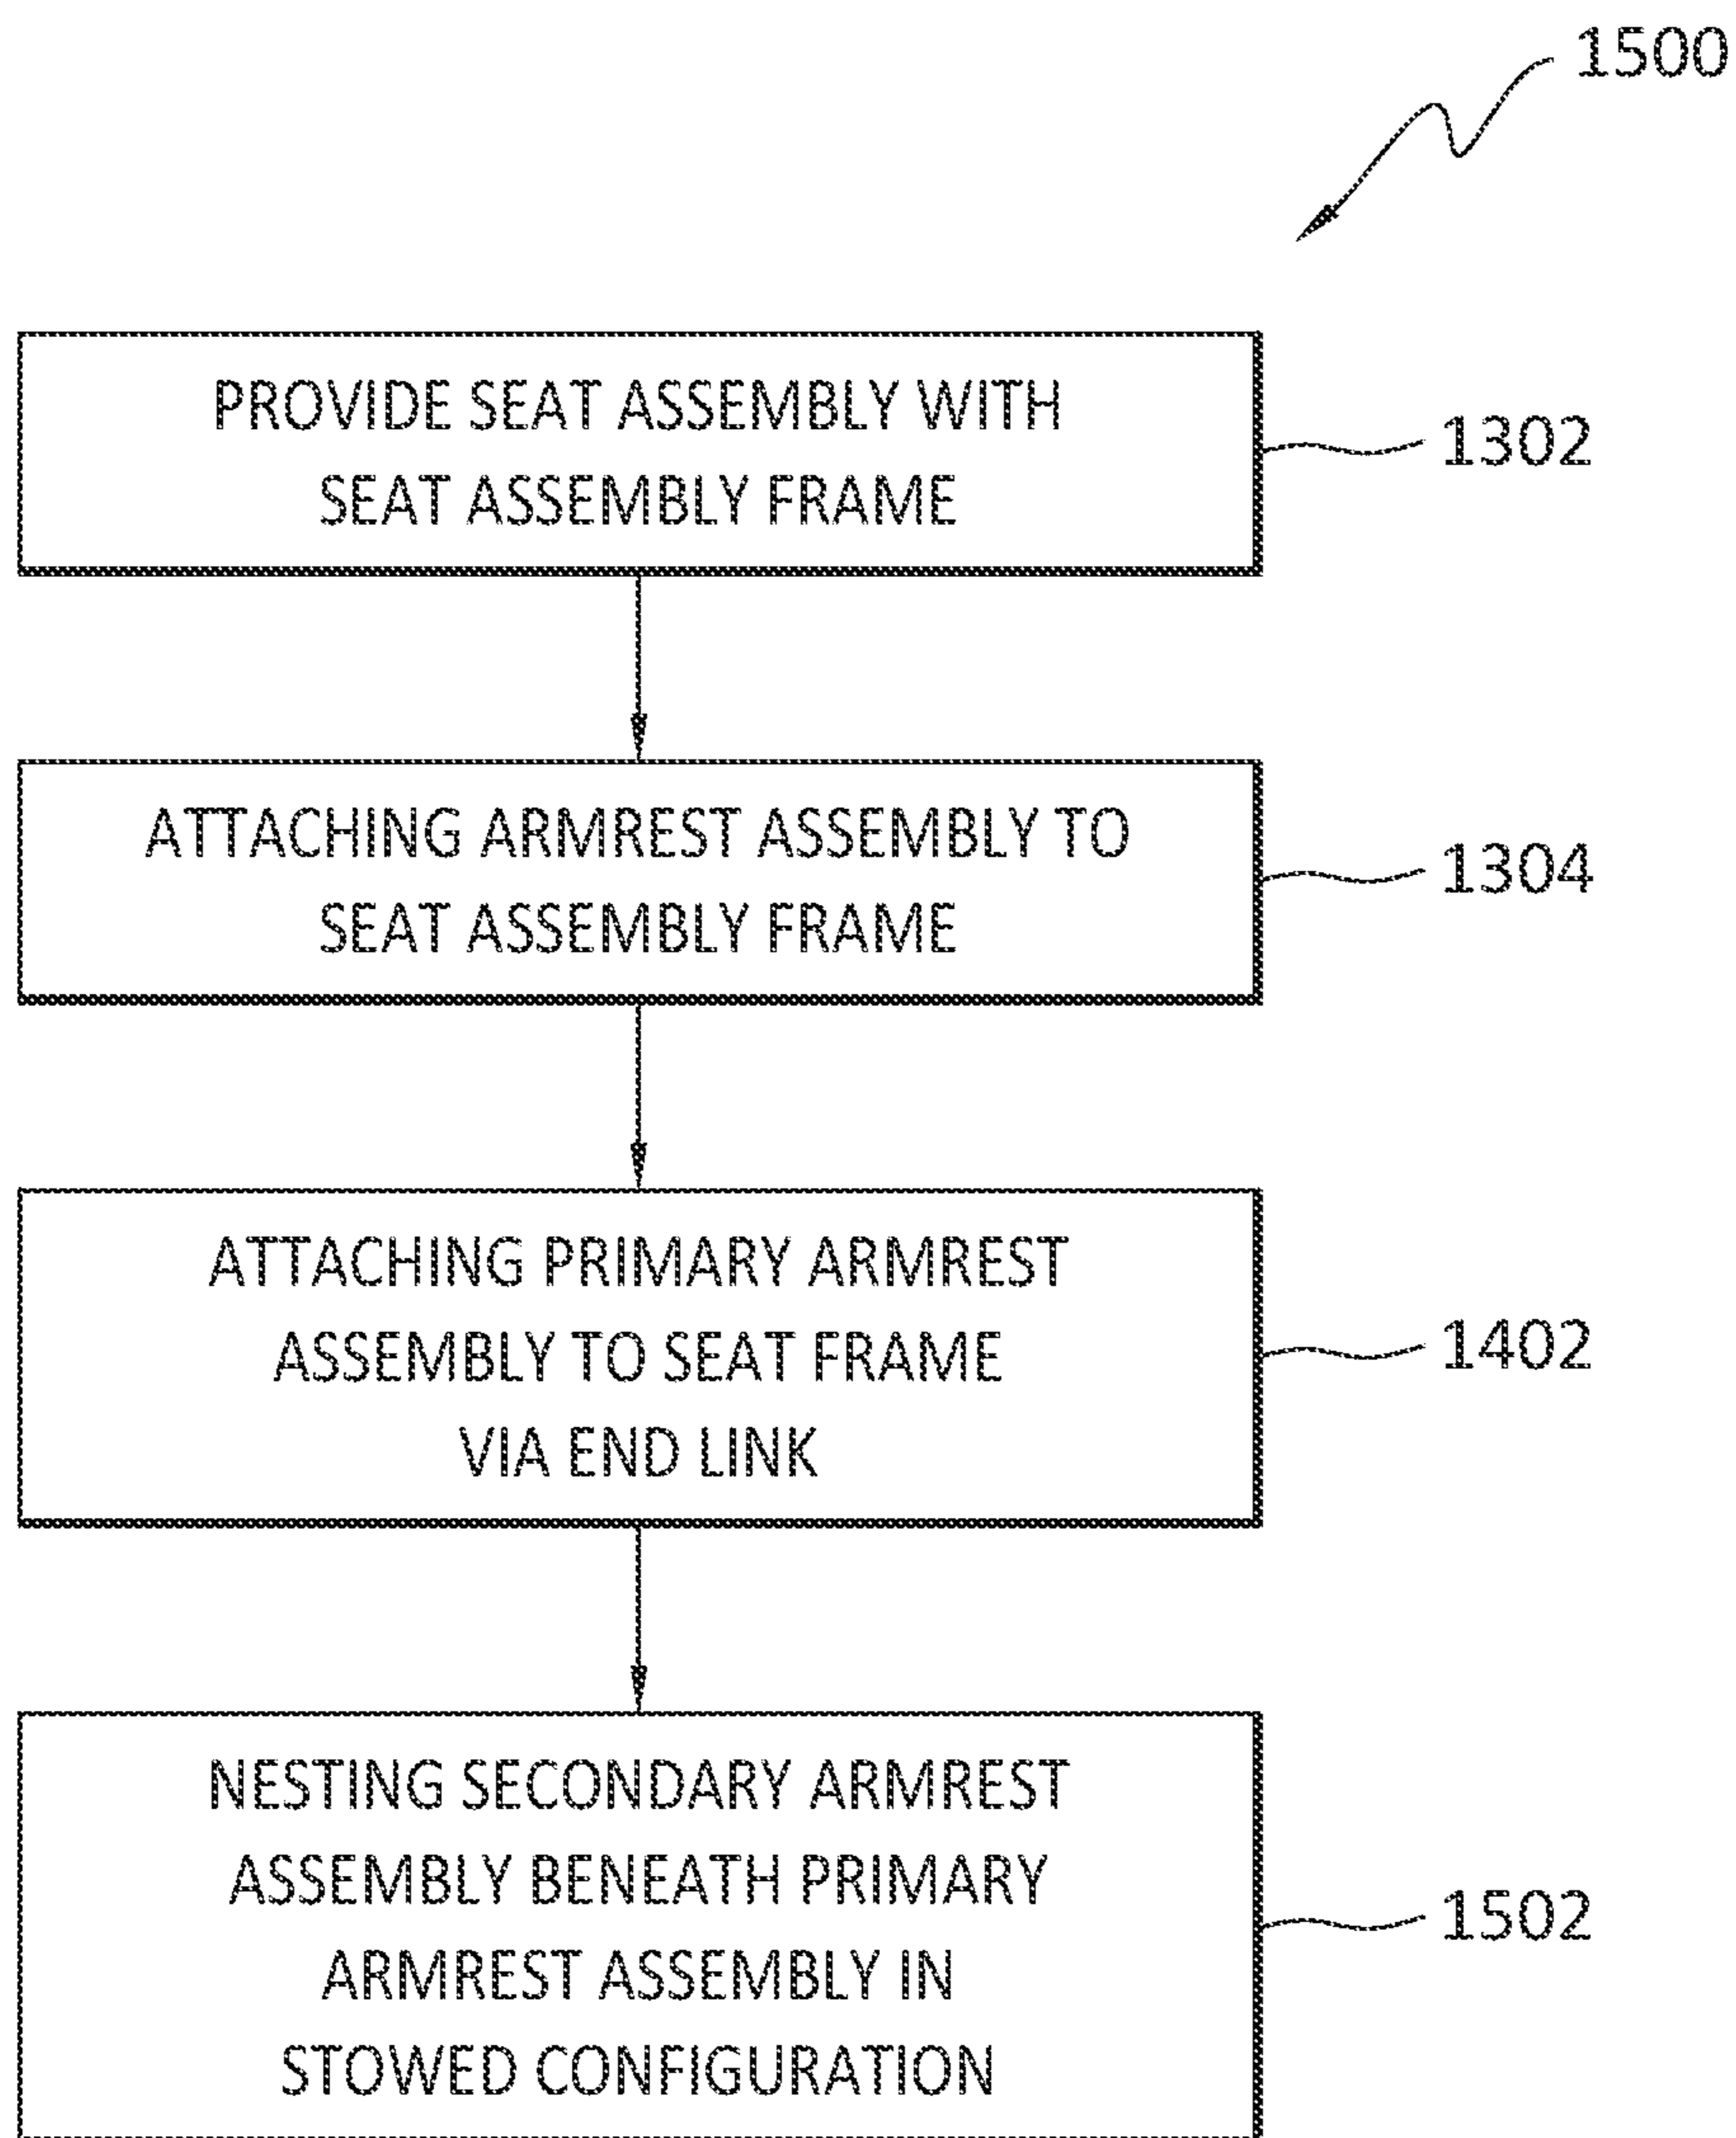 1500
PROVIDE SEAT ASSEMBLY WITH
SEAT ASSEMBLY FRAME
1302
ATTACHING ARMREST ASSEMBLY TO
SEAT ASSEMBLY FRAME
1304
ATTACHING PRIMARY ARMREST
ASSEMBLY TO SEAT FRAME
VIA END LINK
1402
NESTING SECONDARY ARMREST
ASSEMBLY BENEATH PRIMARY
ARMREST ASSEMBLY IN
STOWED CONFIGURATION
1502